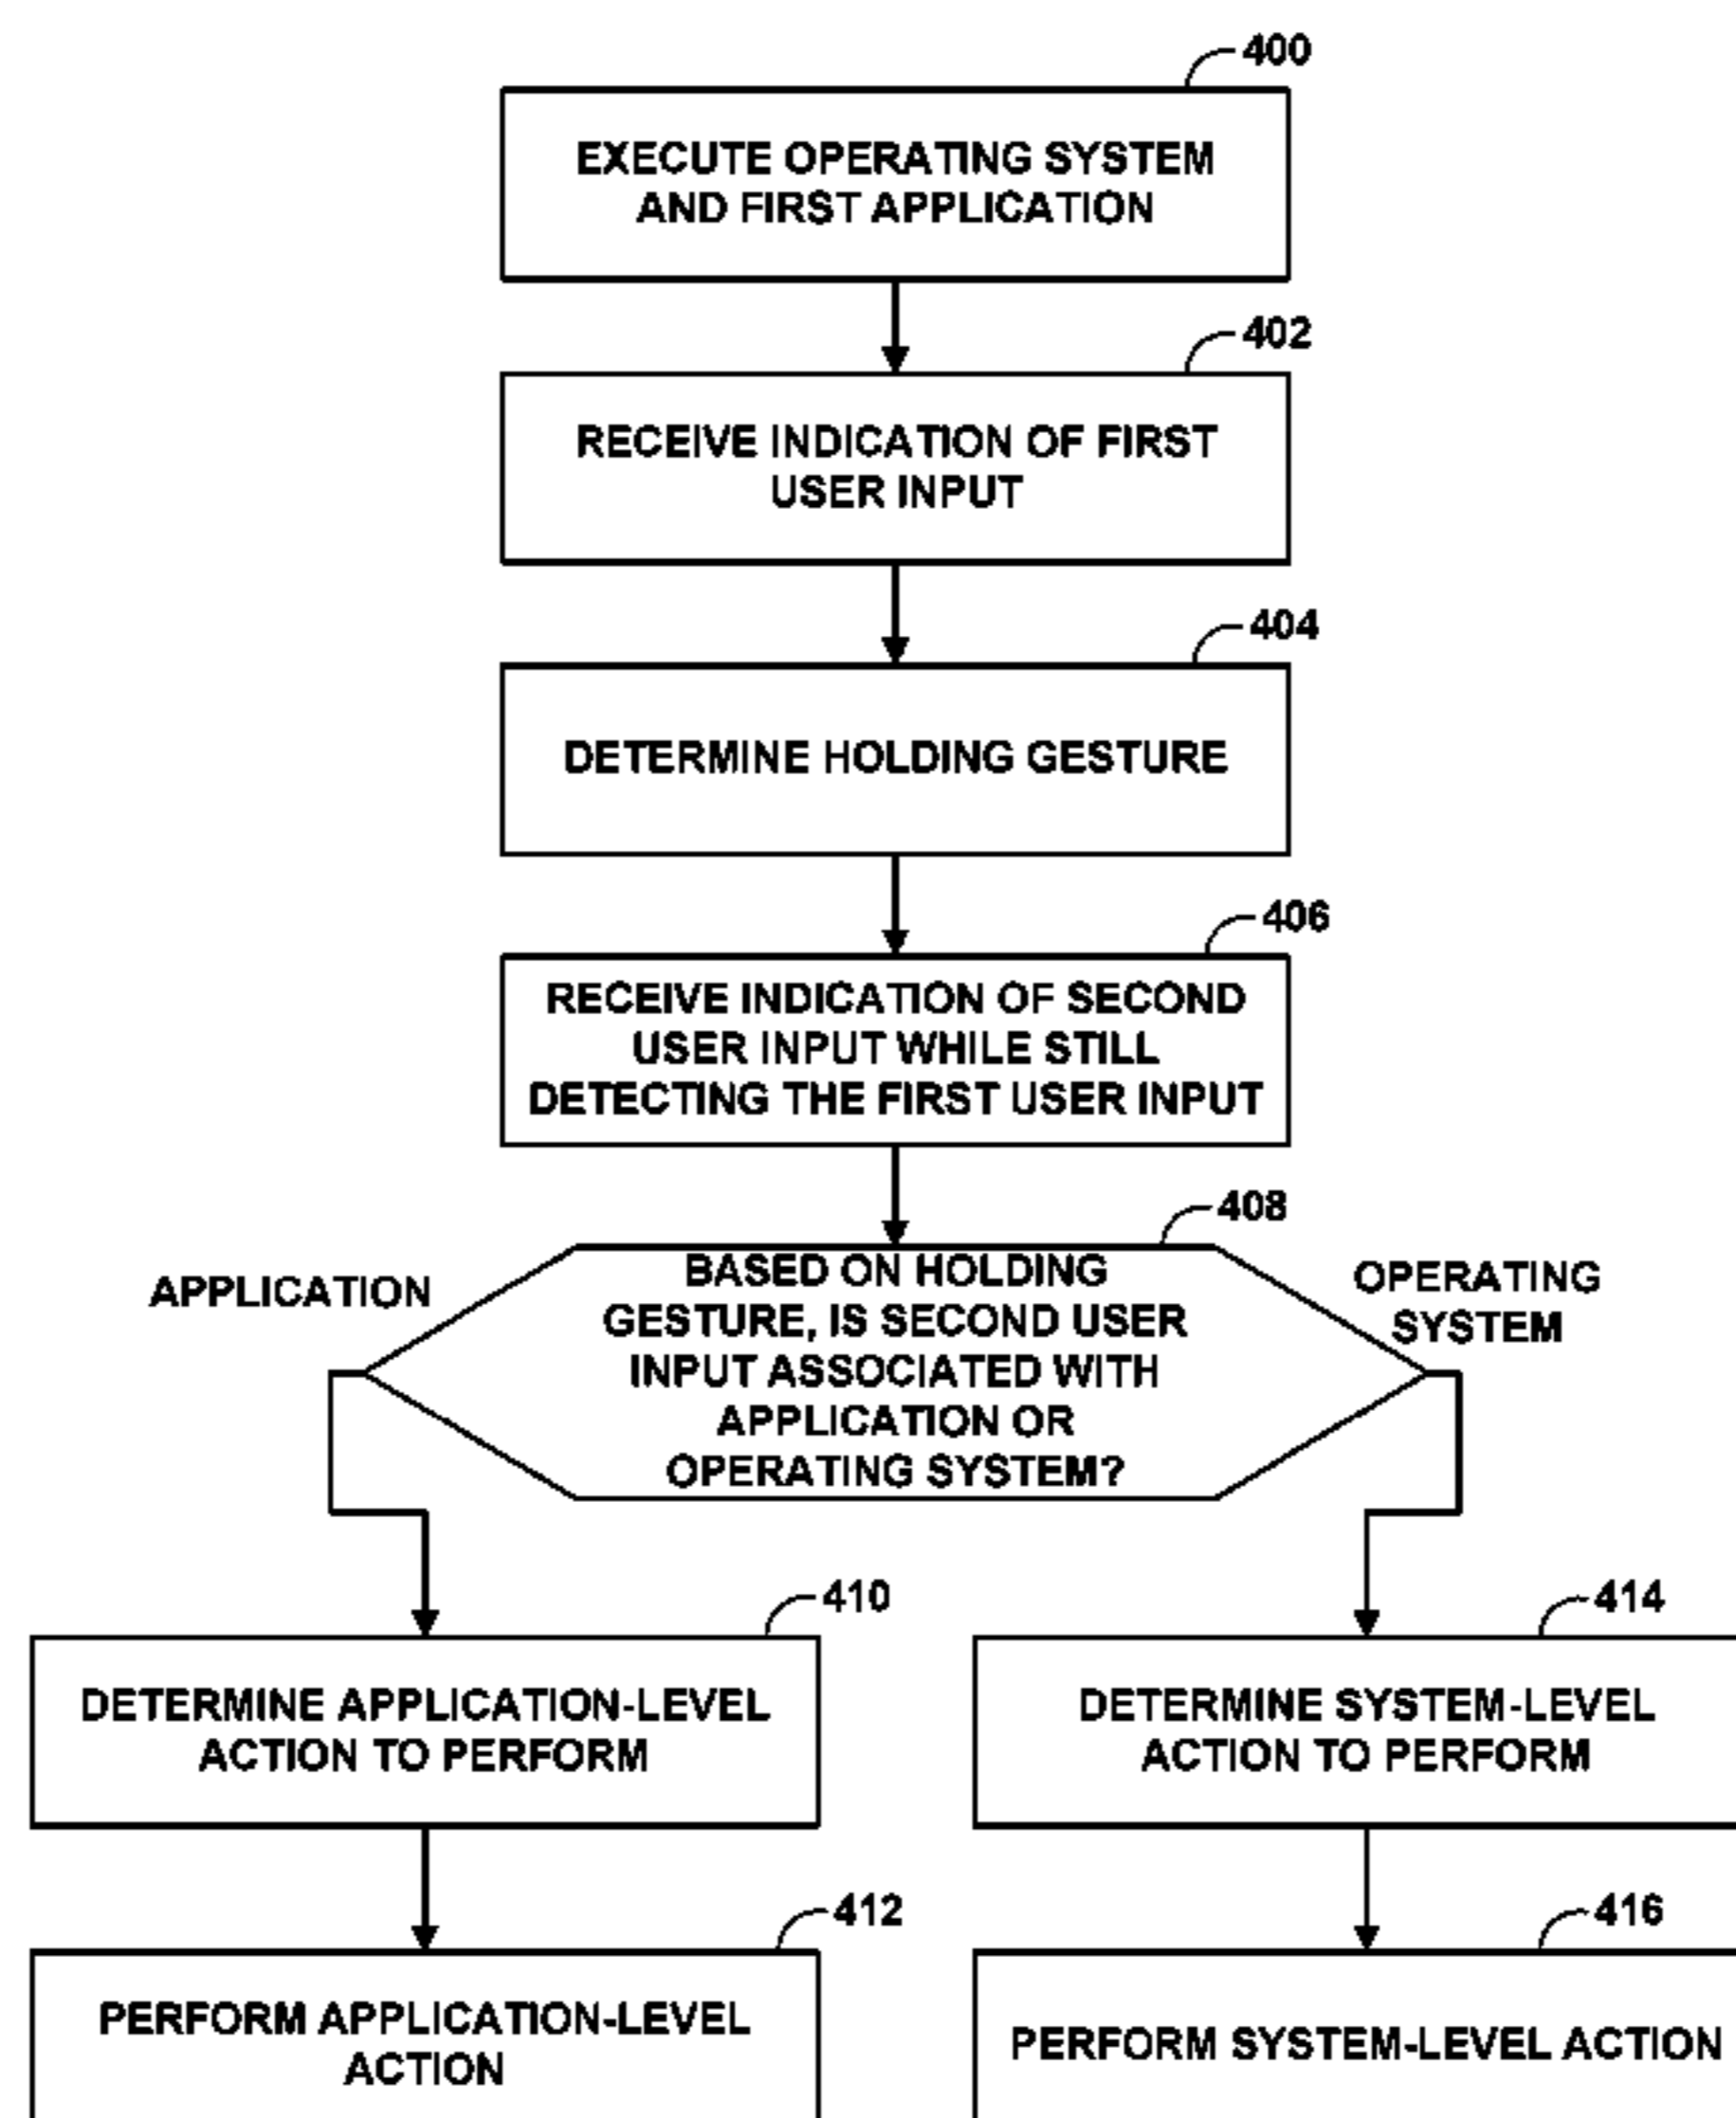 400
EXECUTE OPERATING SYSTEM
AND FIRST APPLICATION
402
RECEIVE INDICATION OF FIRST
USER INPUT
404
DETERMINE HOLDING GESTURE
406
RECEIVE INDICATION OF SECOND
USER INPUT WHILE STILL
DETECTING THE FIRST USER INPUT
408
APPLICATION
BASED ON HOLDING
GESTURE, IS SECOND USER
INPUT ASSOCIATED WITH
APPLICATION OR
OPERATING SYSTEM?
OPERATING
SYSTEM
410
DETERMINE APPLICATION-LEVEL
ACTION TO PERFORM
414
DETERMINE SYSTEM-LEVEL
ACTION TO PERFORM
412
PERFORM APPLICATION-LEVEL
ACTION
416
PERFORM SYSTEM-LEVEL ACTION